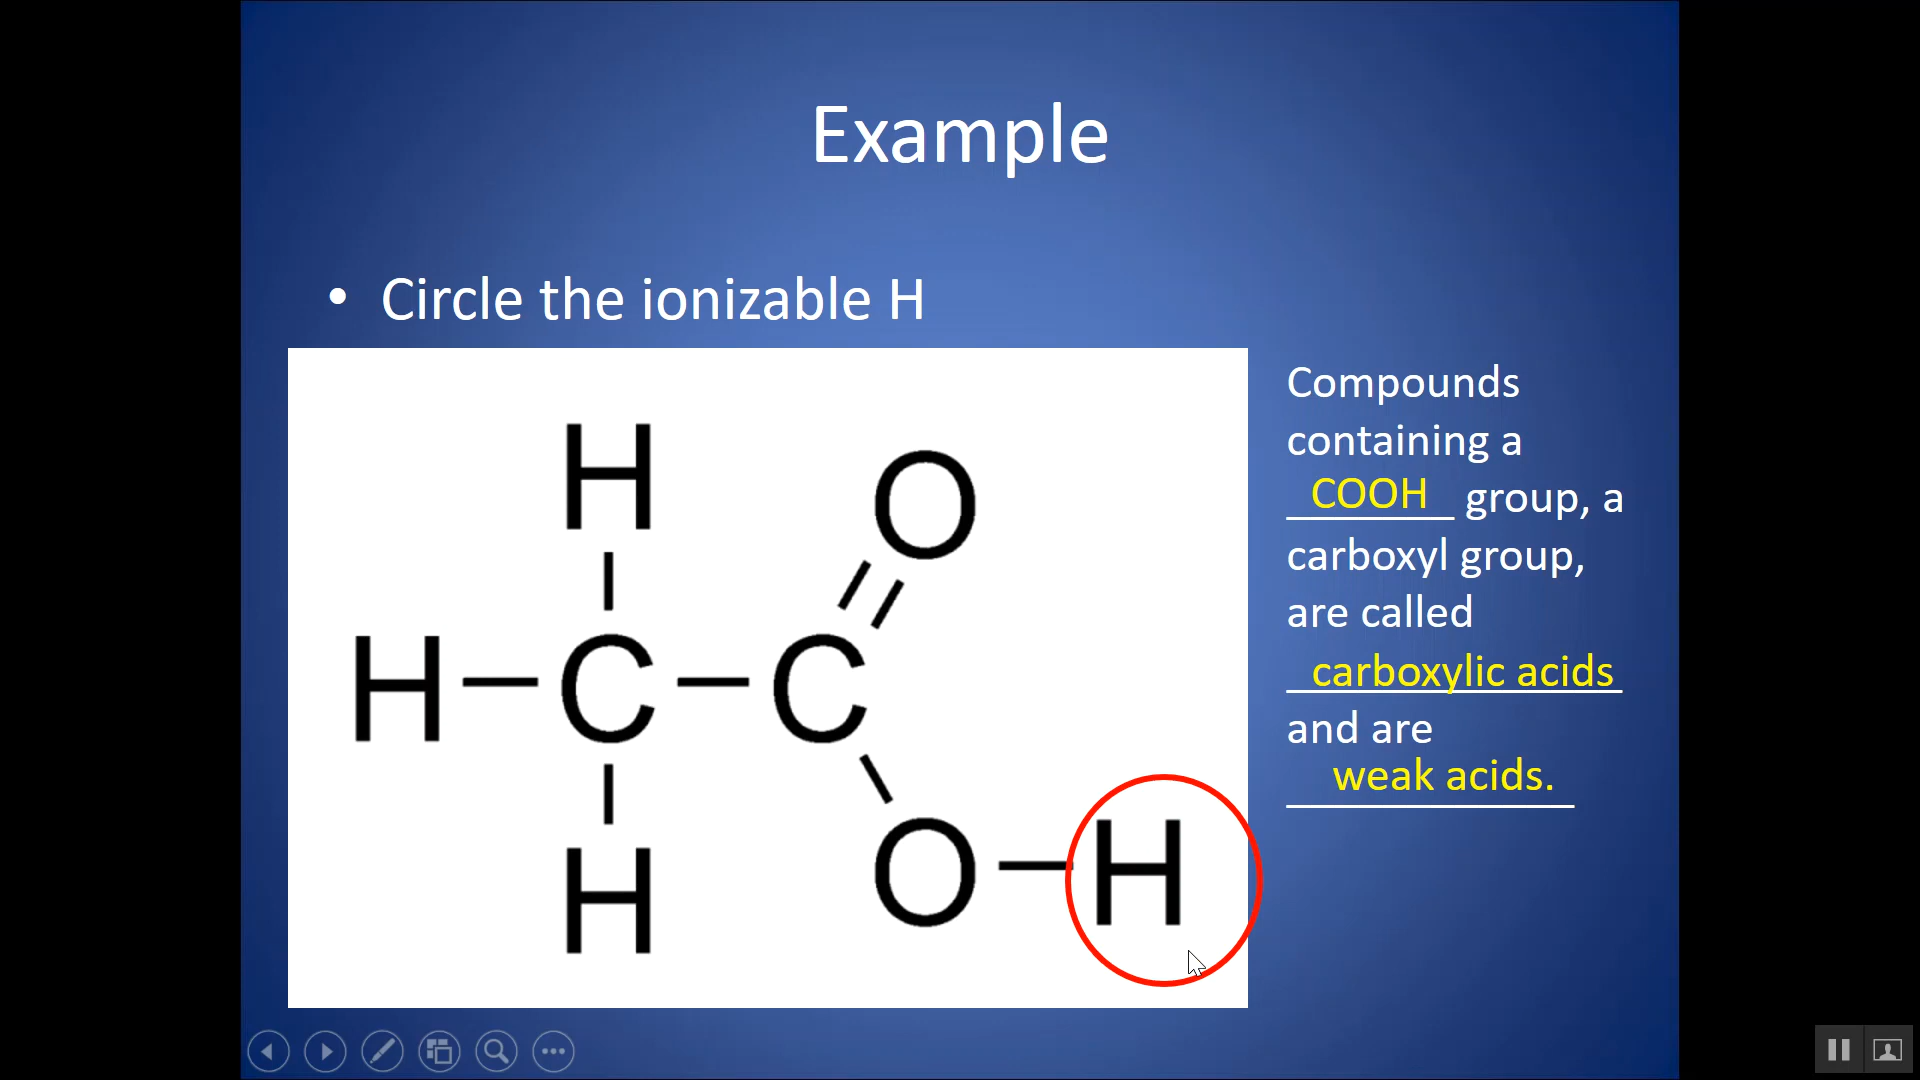 Example
• Circle the ionizable H
H
O
H C C
O H
H
Compounds
containing a
COOH group, a
carboxyl group,
are called
carboxylic acids
and are
weak acids.